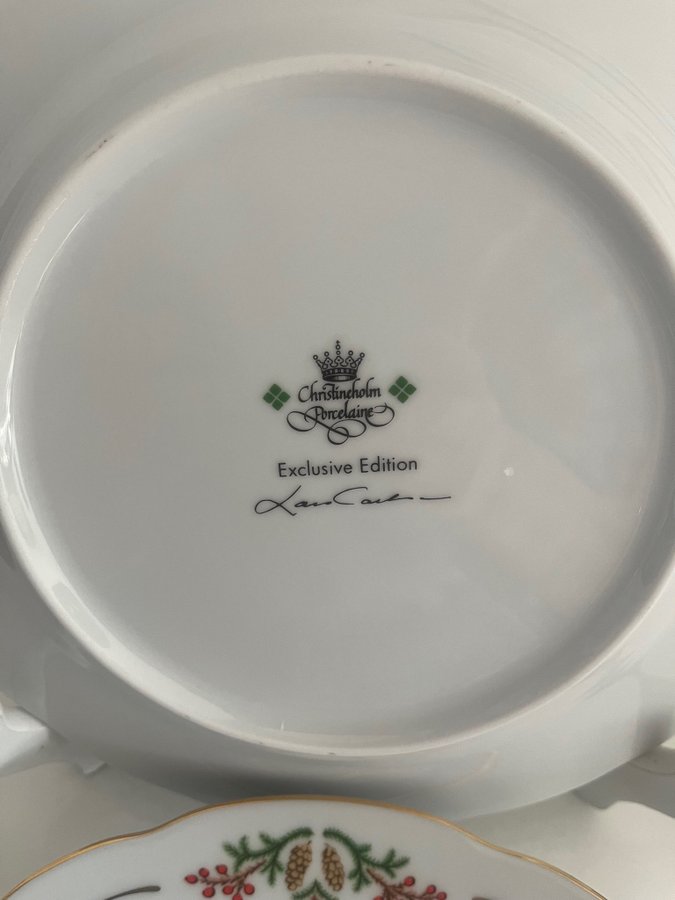 Christineholm
Porcelaine
Exclusive Edition